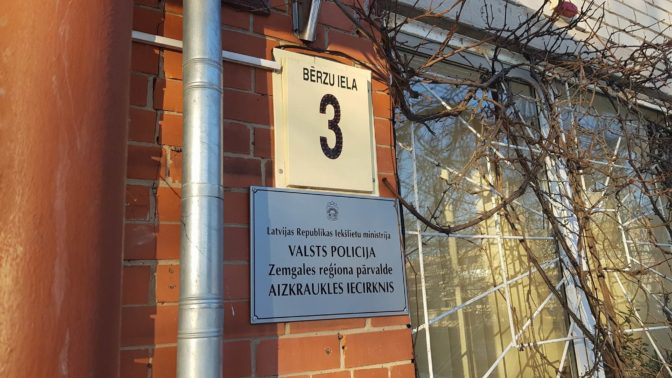 BĒRZU IELA
3
Latvijas Republikas Iekšlietu ministrija
VALSTS POLICIJA
Zemgales reģiona pārvalde
AIZKRAUKLES IECIRKNIS